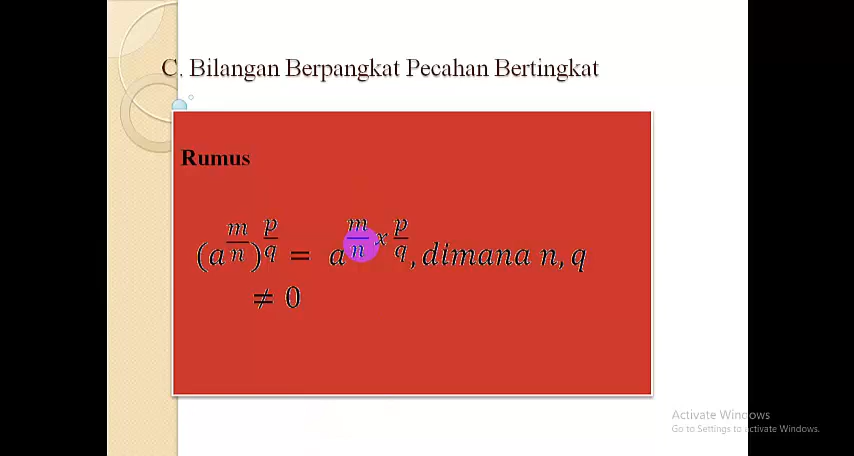 C. Bilangan Berpangkat Pecahan Bertingkat
Rumus
(a^{m/n})^{p/q} = a^{m/n x p/q}, dimana n, q
≠ 0
Activate Windows
Go to Settings to activate Windows.